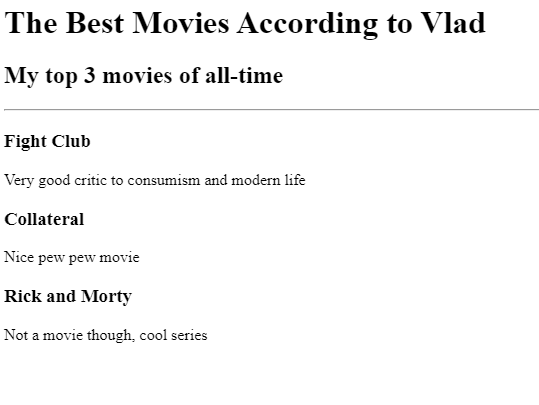 The Best Movies According to Vlad
My top 3 movies of all-time
Fight Club
Very good critic to consumism and modern life
Collateral
Nice pew pew movie
Rick and Morty
Not a movie though, cool series